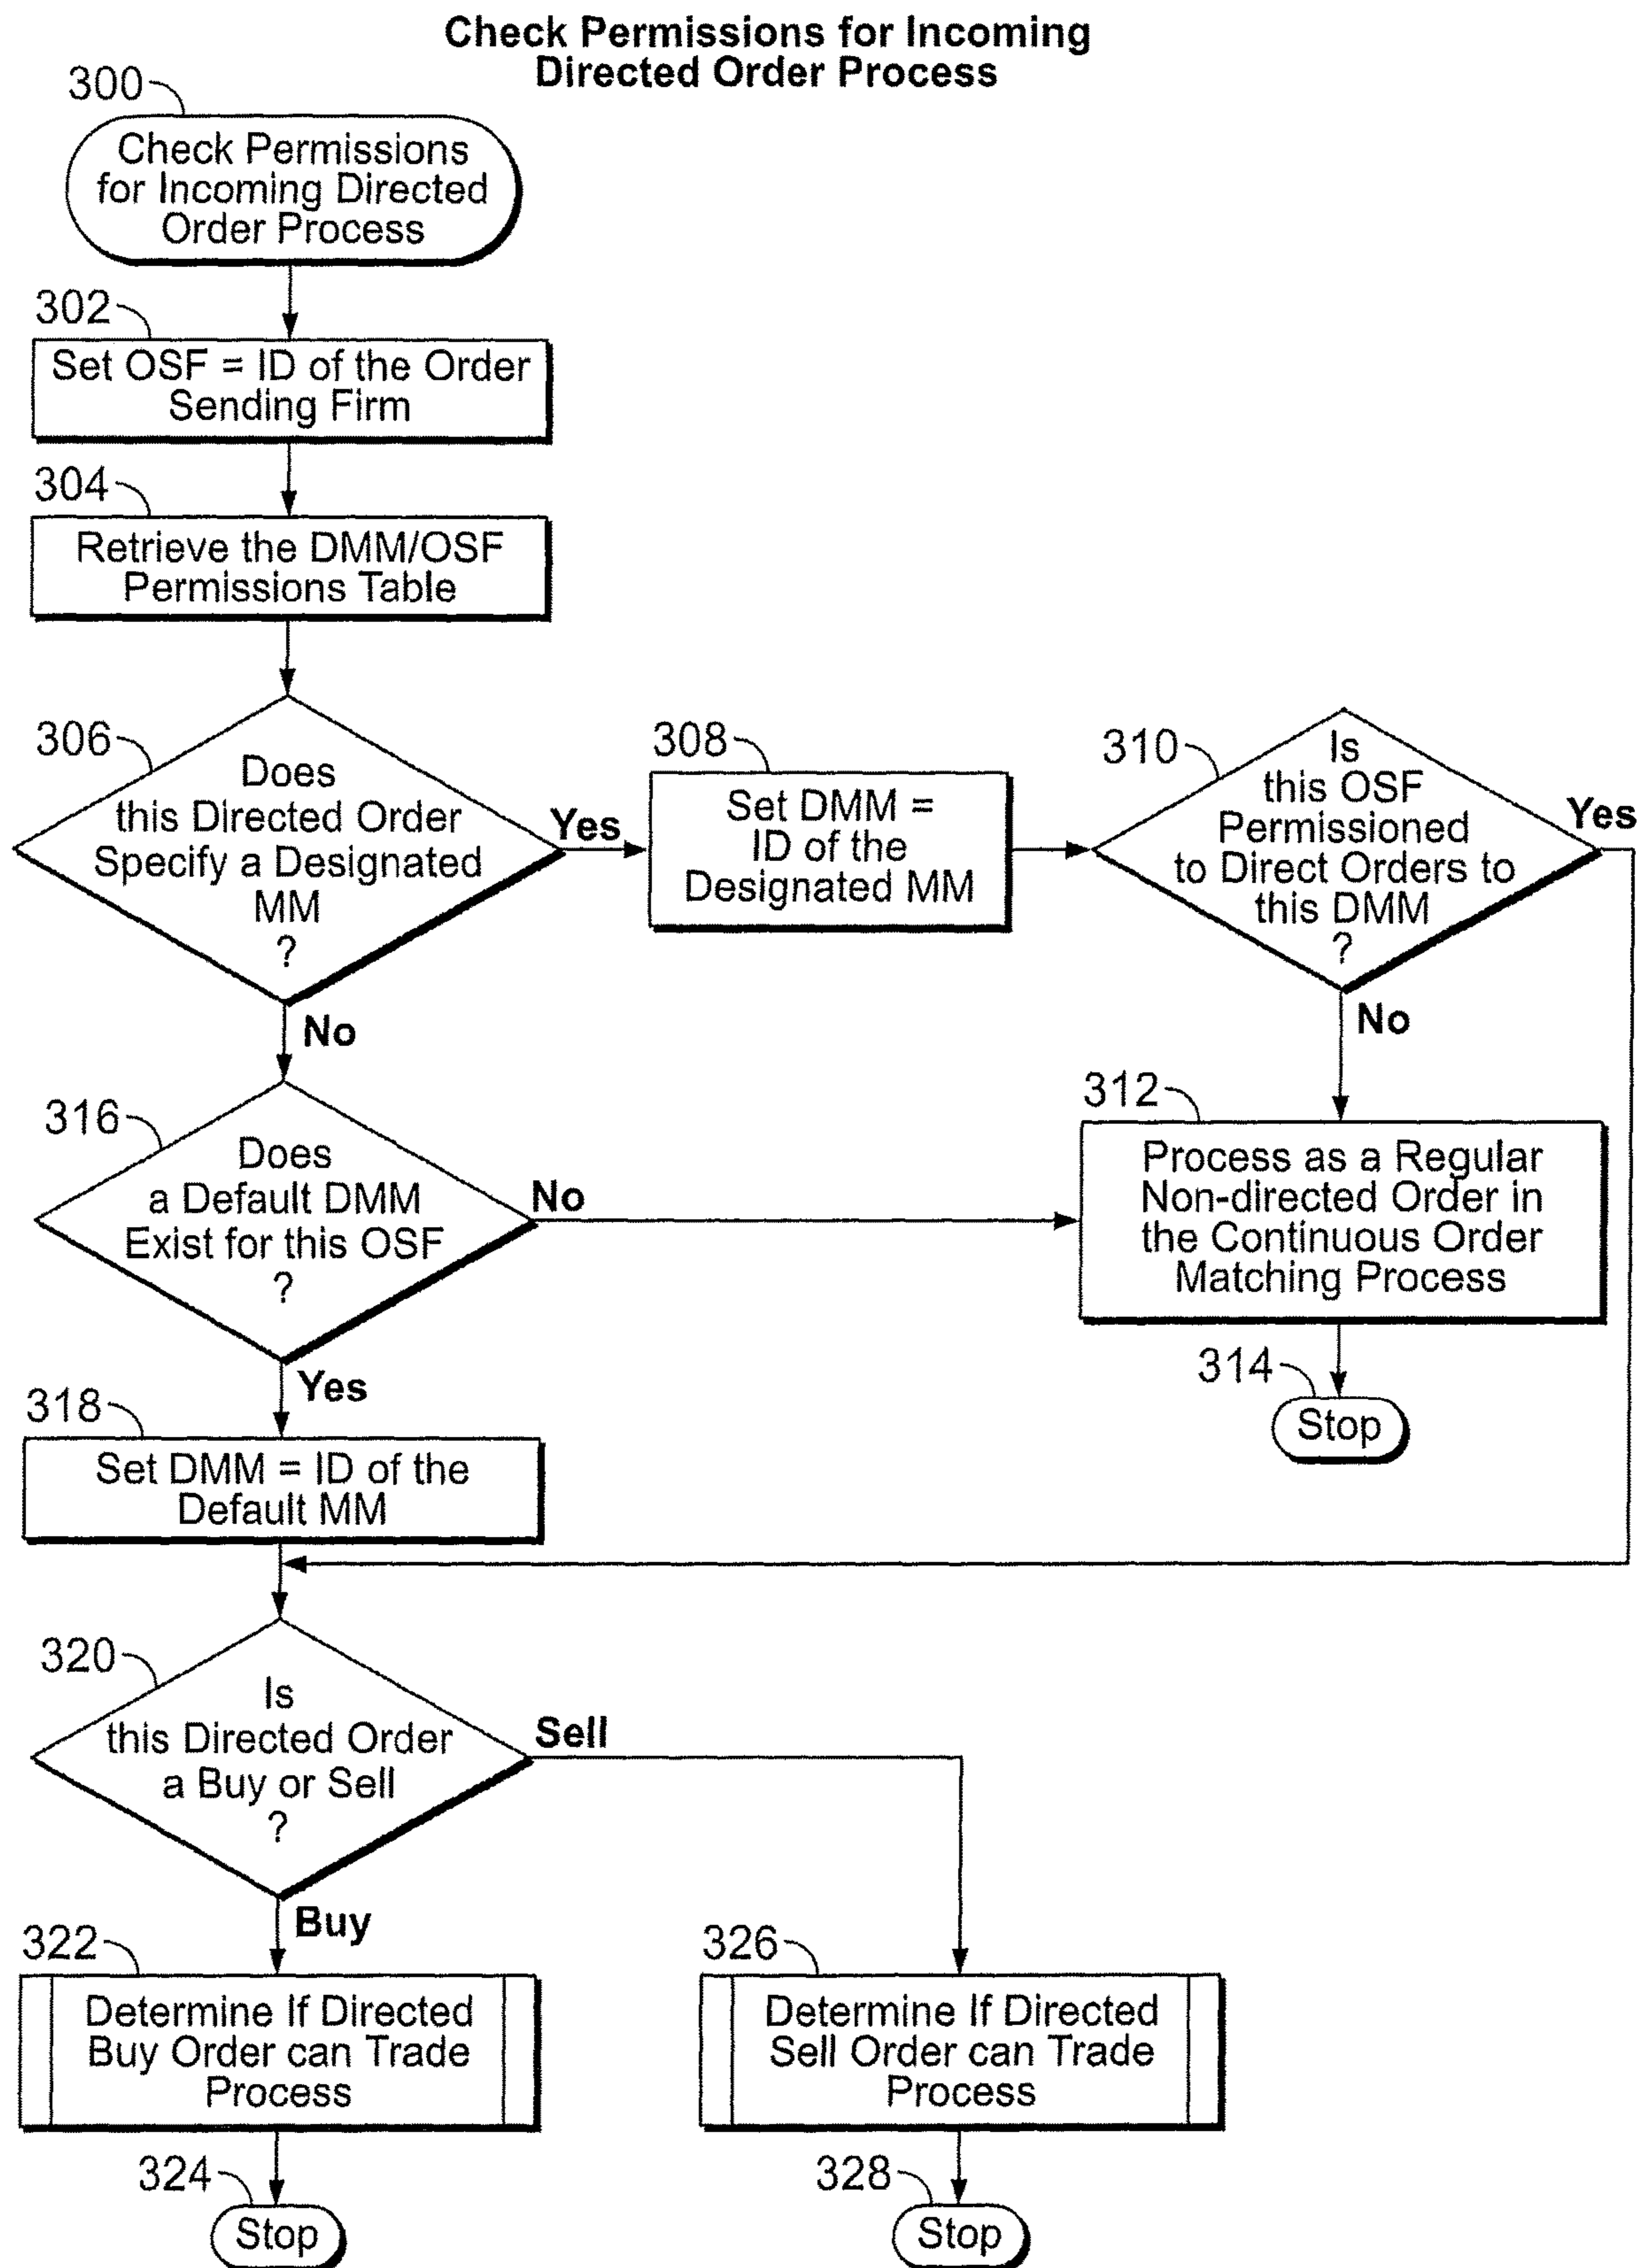 Check Permissions for Incoming
Directed Order Process
300
Check Permissions
for Incoming Directed
Order Process
302
Set OSF = ID of the Order
Sending Firm
304
Retrieve the DMM/OSF
Permissions Table
306
Does
this Directed Order
Specify a Designated
MM
?
Yes
No
308
Set DMM =
ID of the
Designated MM
310
Is
this OSF
Permissioned
to Direct Orders to
this DMM
?
Yes
No
312
Process as a Regular
Non-directed Order in
the Continuous Order
Matching Process
314
Stop
316
Does
a Default DMM
Exist for this OSF
?
No
Yes
318
Set DMM = ID of the
Default MM
320
Is
this Directed Order
a Buy or Sell
?
Sell
Buy
322
Determine If Directed
Buy Order can Trade
Process
324
Stop
326
Determine If Directed
Sell Order can Trade
Process
328
Stop